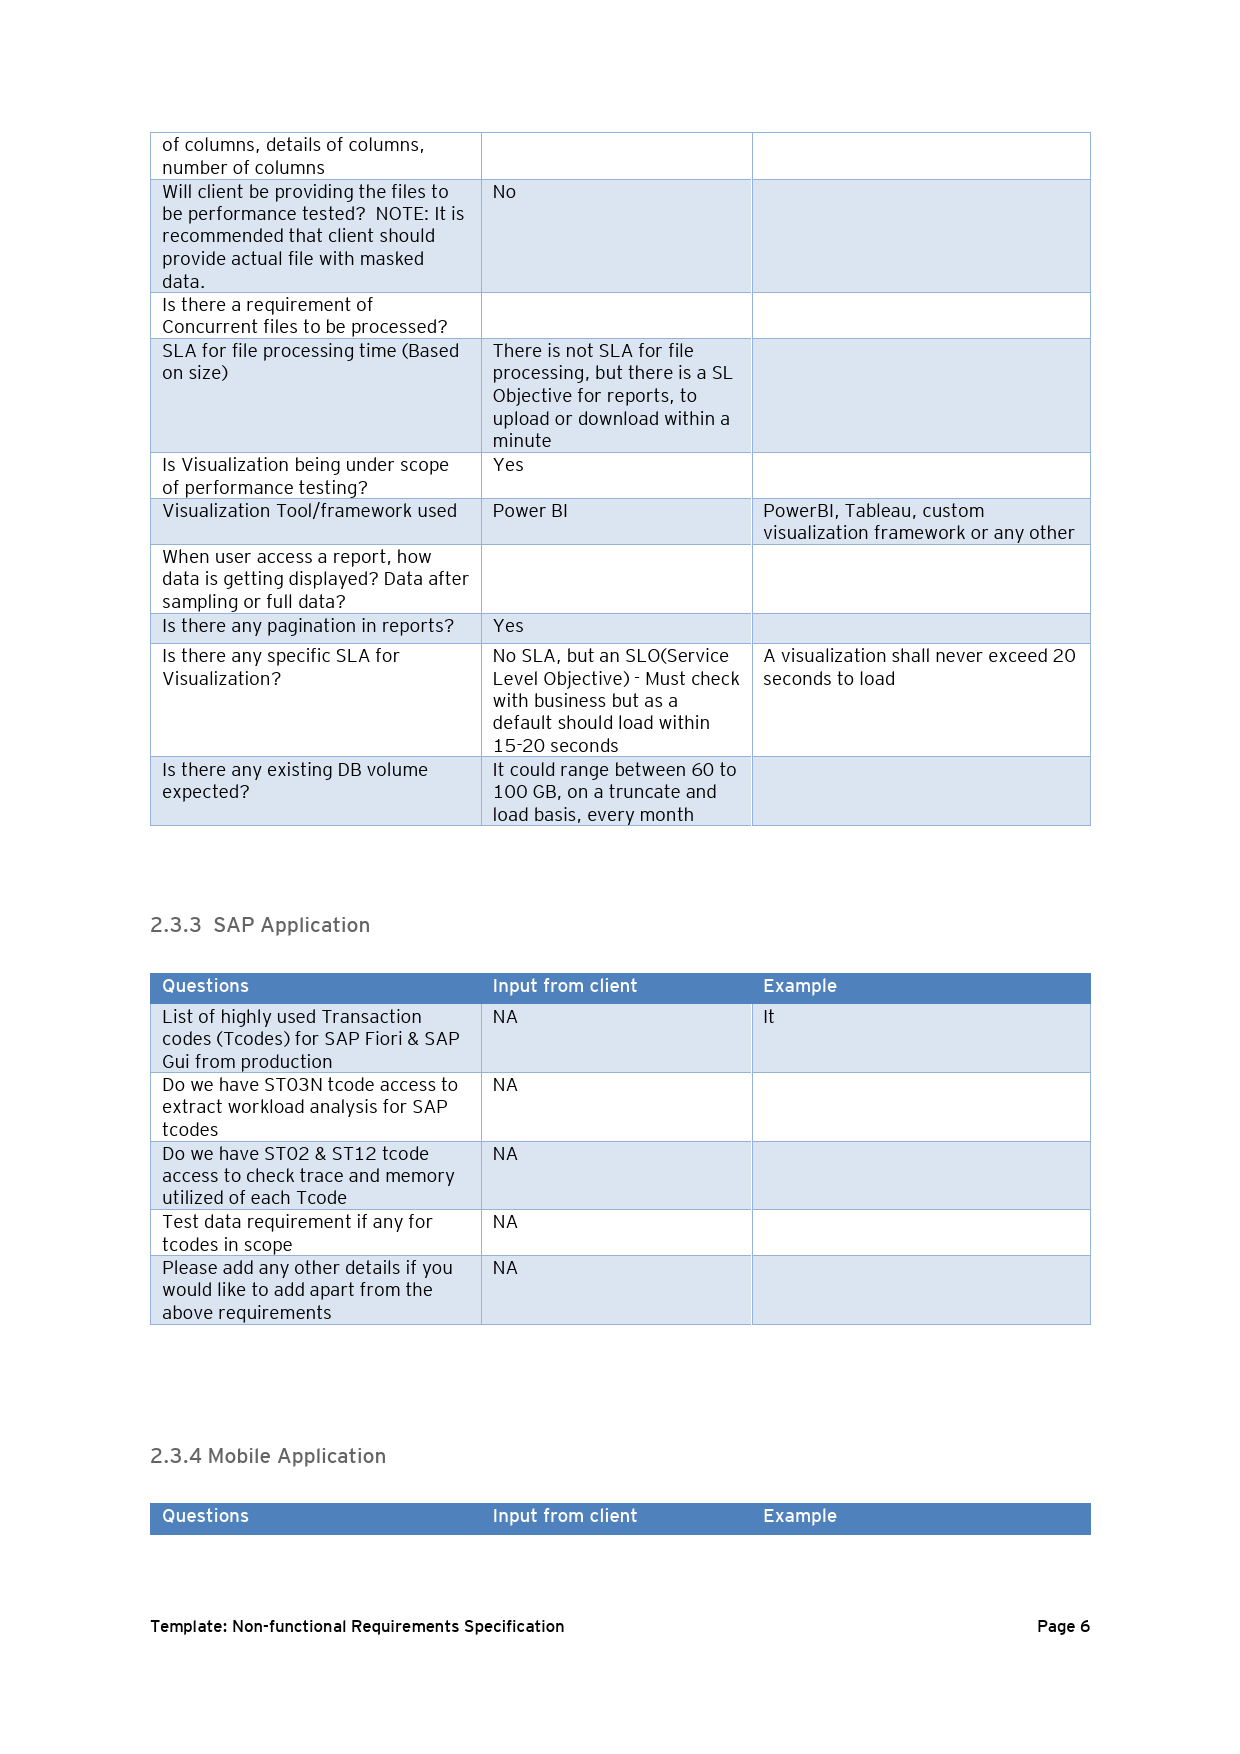 of columns, details of columns,
number of columns
Will client be providing the files to
be performance tested?  NOTE: It is
recommended that client should
provide actual file with masked
data.
No
Is there a requirement of
Concurrent files to be processed?
SLA for file processing time (Based
on size)
There is not SLA for file
processing, but there is a SL
Objective for reports, to
upload or download within a
minute
Is Visualization being under scope
of performance testing?
Yes
Visualization Tool/framework used
Power BI
PowerBI, Tableau, custom
visualization framework or any other
When user access a report, how
data is getting displayed? Data after
sampling or full data?
Is there any pagination in reports?
Yes
Is there any specific SLA for
Visualization?
No SLA, but an SLO(Service
Level Objective) - Must check
with business but as a
default should load within
15-20 seconds
A visualization shall never exceed 20
seconds to load
Is there any existing DB volume
expected?
It could range between 60 to
100 GB, on a truncate and
load basis, every month
2.3.3  SAP Application
Questions
Input from client
Example
List of highly used Transaction
codes (Tcodes) for SAP Fiori & SAP
Gui from production
NA
It
Do we have ST03N tcode access to
extract workload analysis for SAP
tcodes
NA
Do we have ST02 & ST12 tcode
access to check trace and memory
utilized of each Tcode
NA
Test data requirement if any for
tcodes in scope
NA
Please add any other details if you
would like to add apart from the
above requirements
NA
2.3.4 Mobile Application
Questions
Input from client
Example
Template: Non-functional Requirements Specification
Page 6